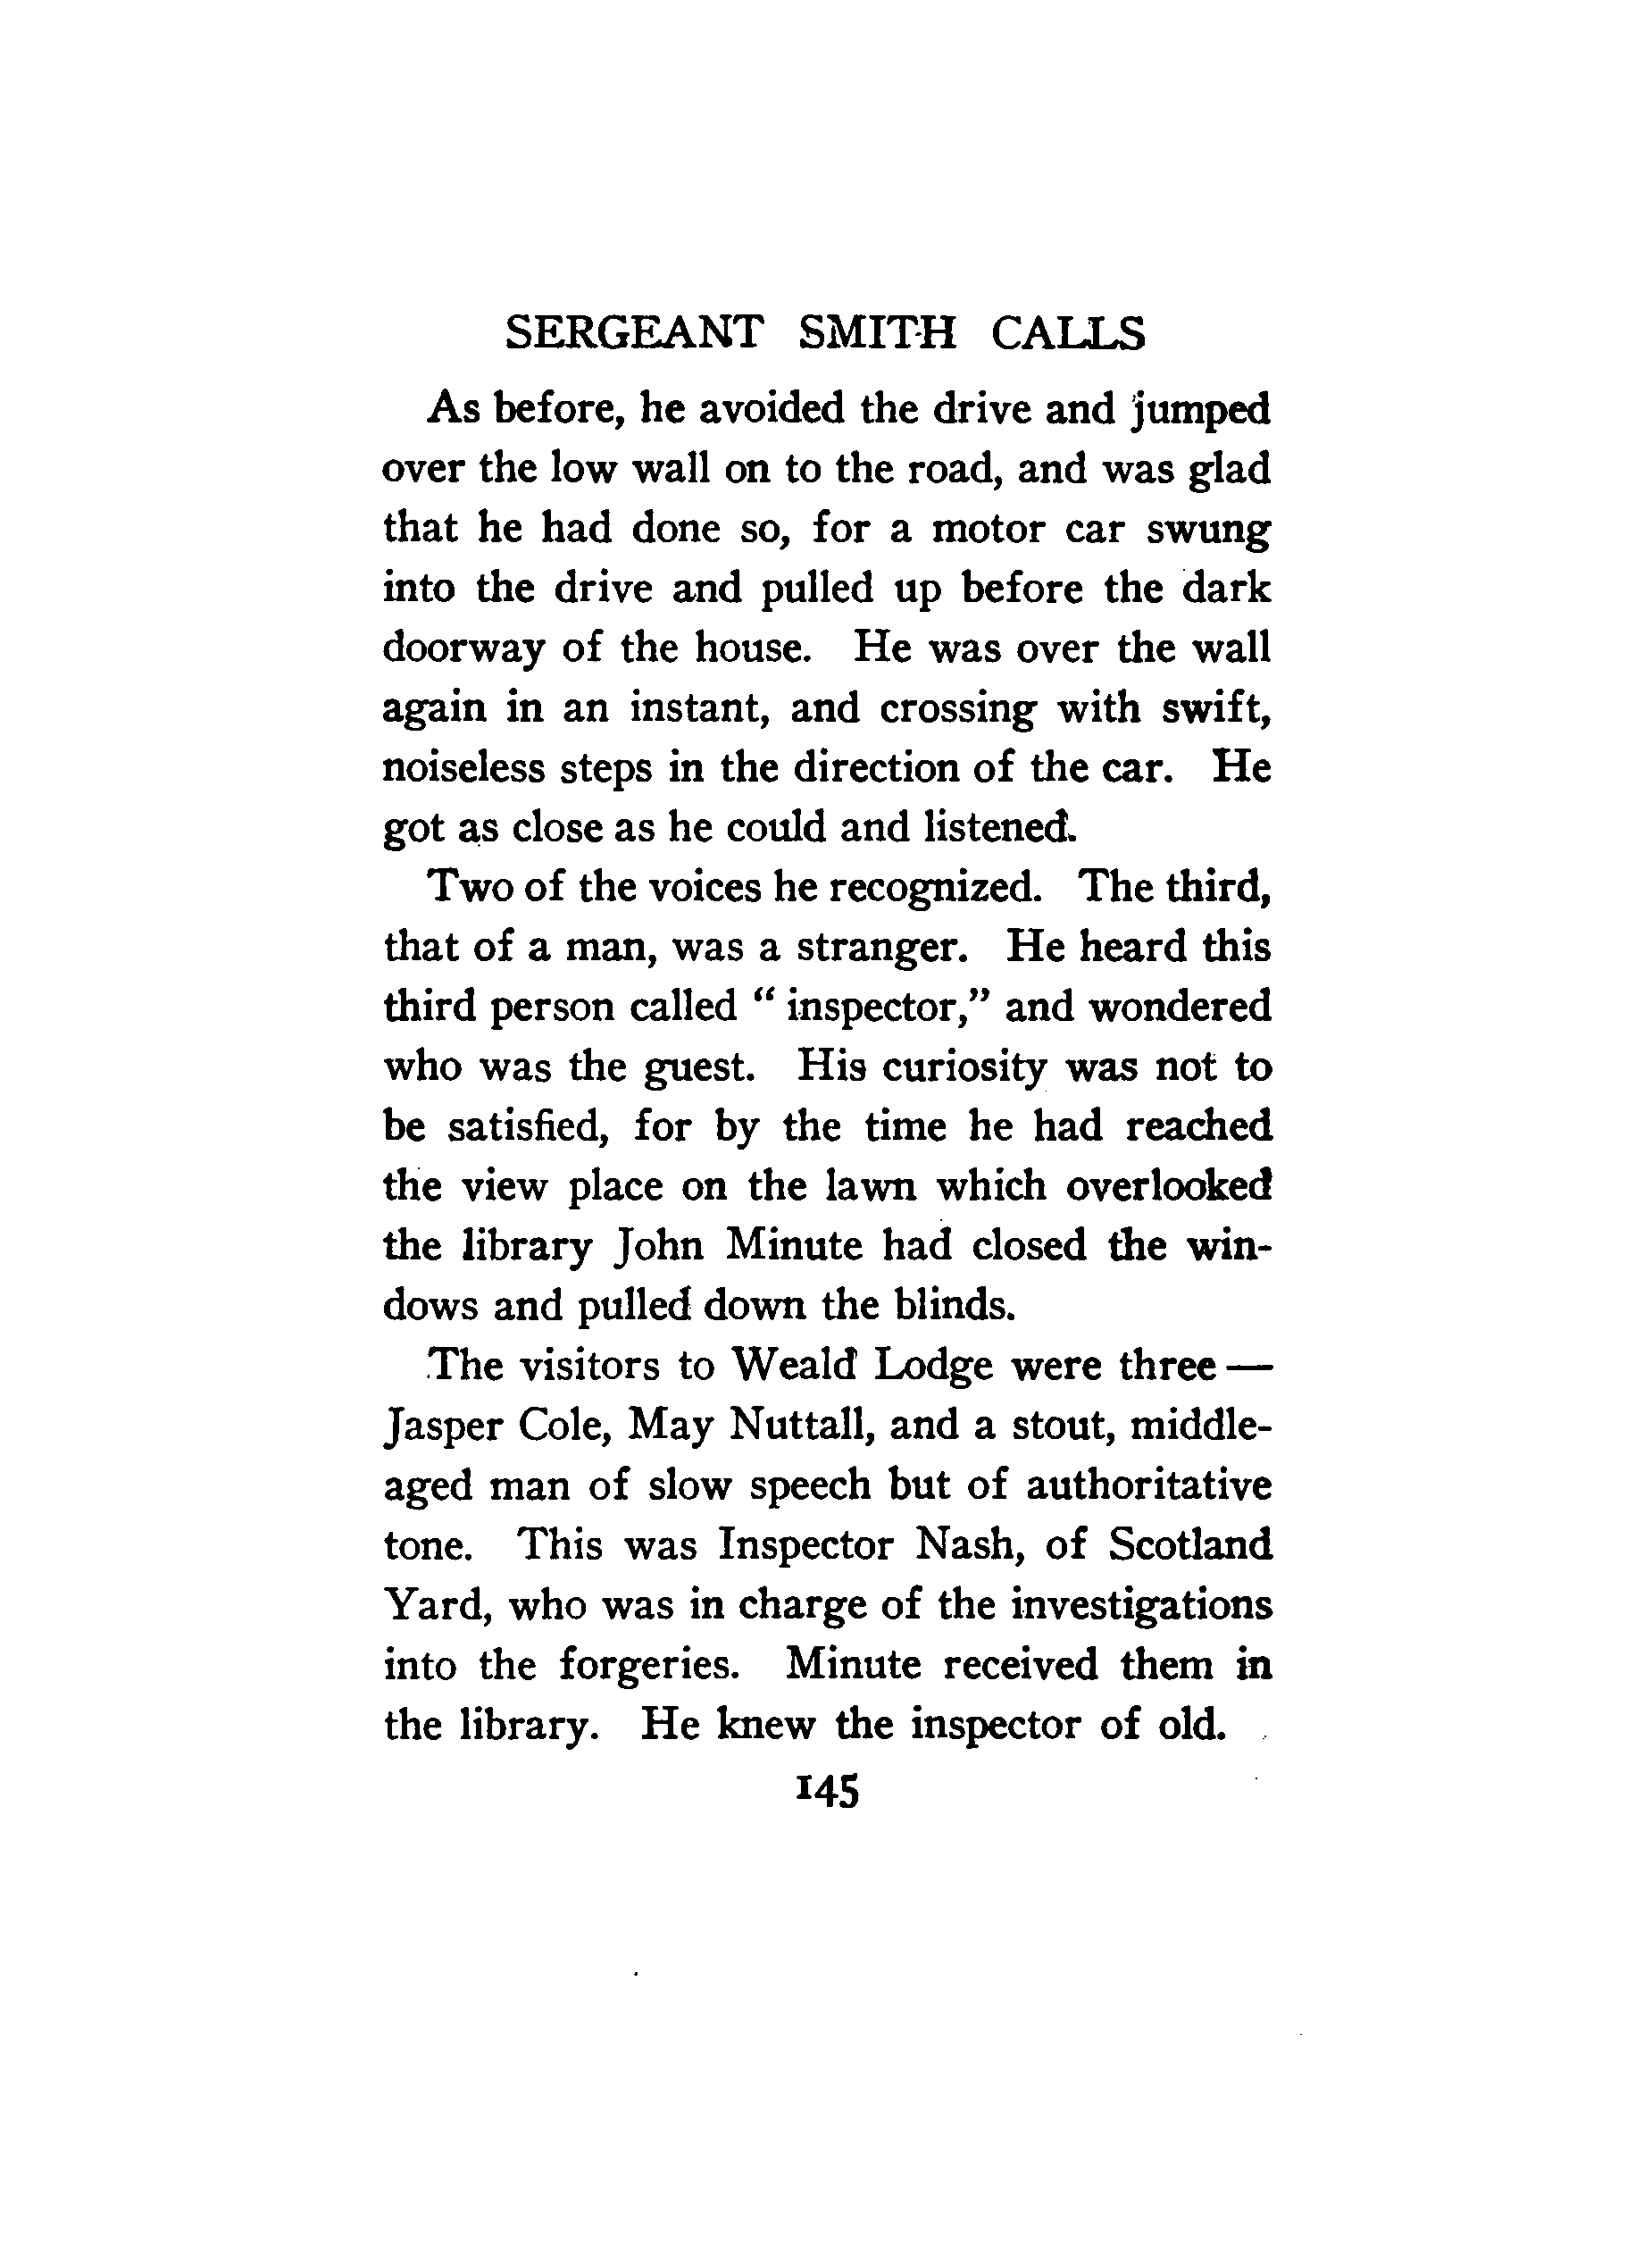 SERGEANT SMITH CALLS
As before, he avoided the drive and jumped
over the low wall on to the road, and was glad
that he had done so, for a motor car swung
into the drive and pulled up before the dark
doorway of the house. He was over the wall
again in an instant, and crossing with swift,
noiseless steps in the direction of the car. He
got as close as he could and listened.
Two of the voices he recognized. The third,
that of a man, was a stranger. He heard this
third person called " inspector," and wondered
who was the guest. His curiosity was not to
be satisfied, for by the time he had reached
the view place on the lawn which overlooked
the library John Minute had closed the win-
dows and pulled down the blinds.
The visitors to Weald Lodge were three —
Jasper Cole, May Nuttall, and a stout, middle-
aged man of slow speech but of authoritative
tone. This was Inspector Nash, of Scotland
Yard, who was in charge of the investigations
into the forgeries. Minute received them in
the library. He knew the inspector of old.
145